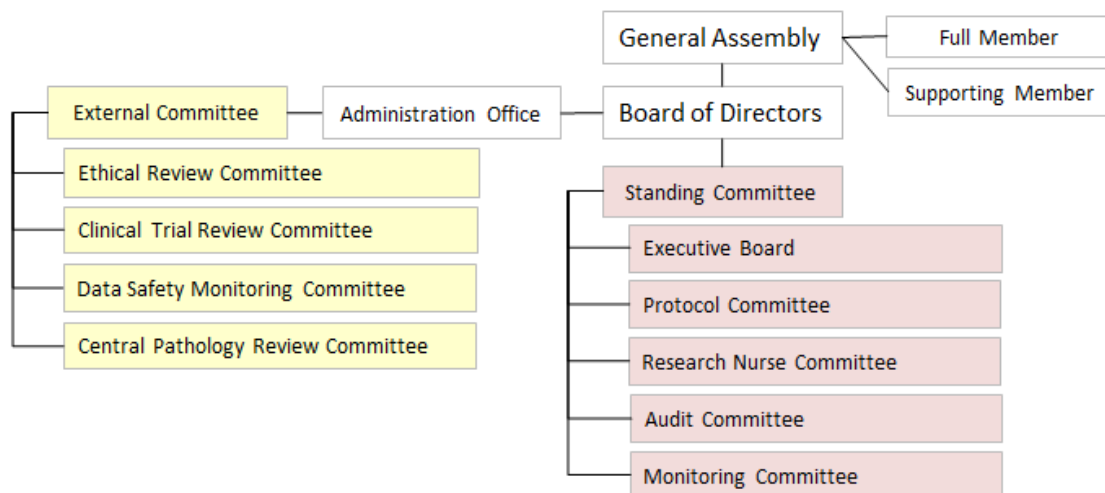 General Assembly
Full Member
Supporting Member
External Committee
Administration Office
Board of Directors
Ethical Review Committee
Clinical Trial Review Committee
Data Safety Monitoring Committee
Central Pathology Review Committee
Standing Committee
Executive Board
Protocol Committee
Research Nurse Committee
Audit Committee
Monitoring Committee